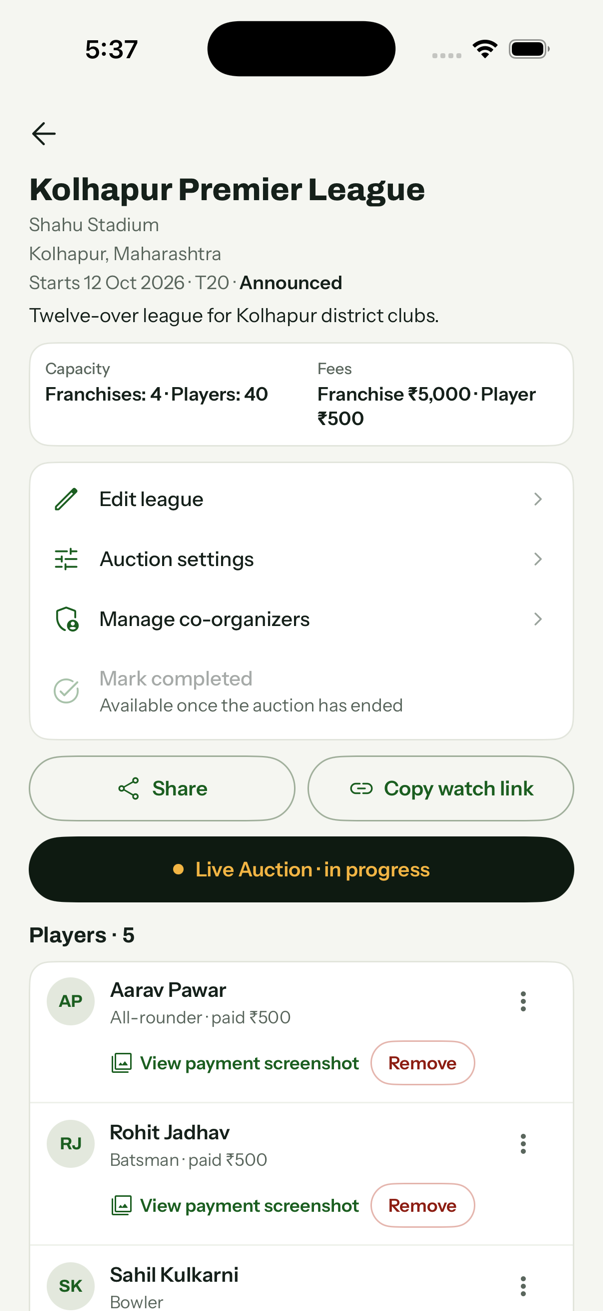 5:37
Kolhapur Premier League
Shahu Stadium
Kolhapur, Maharashtra
Starts 12 Oct 2026 · T20 · Announced
Twelve-over league for Kolhapur district clubs.
Capacity
Franchises: 4 · Players: 40
Fees
Franchise ₹5,000 · Player
₹500
Edit league
Auction settings
Manage co-organizers
Mark completed
Available once the auction has ended
Share
Copy watch link
Live Auction · in progress
Players · 5
AP
Aarav Pawar
All-rounder · paid ₹500
View payment screenshot
Remove
RJ
Rohit Jadhav
Batsman · paid ₹500
View payment screenshot
Remove
SK
Sahil Kulkarni
Bowler